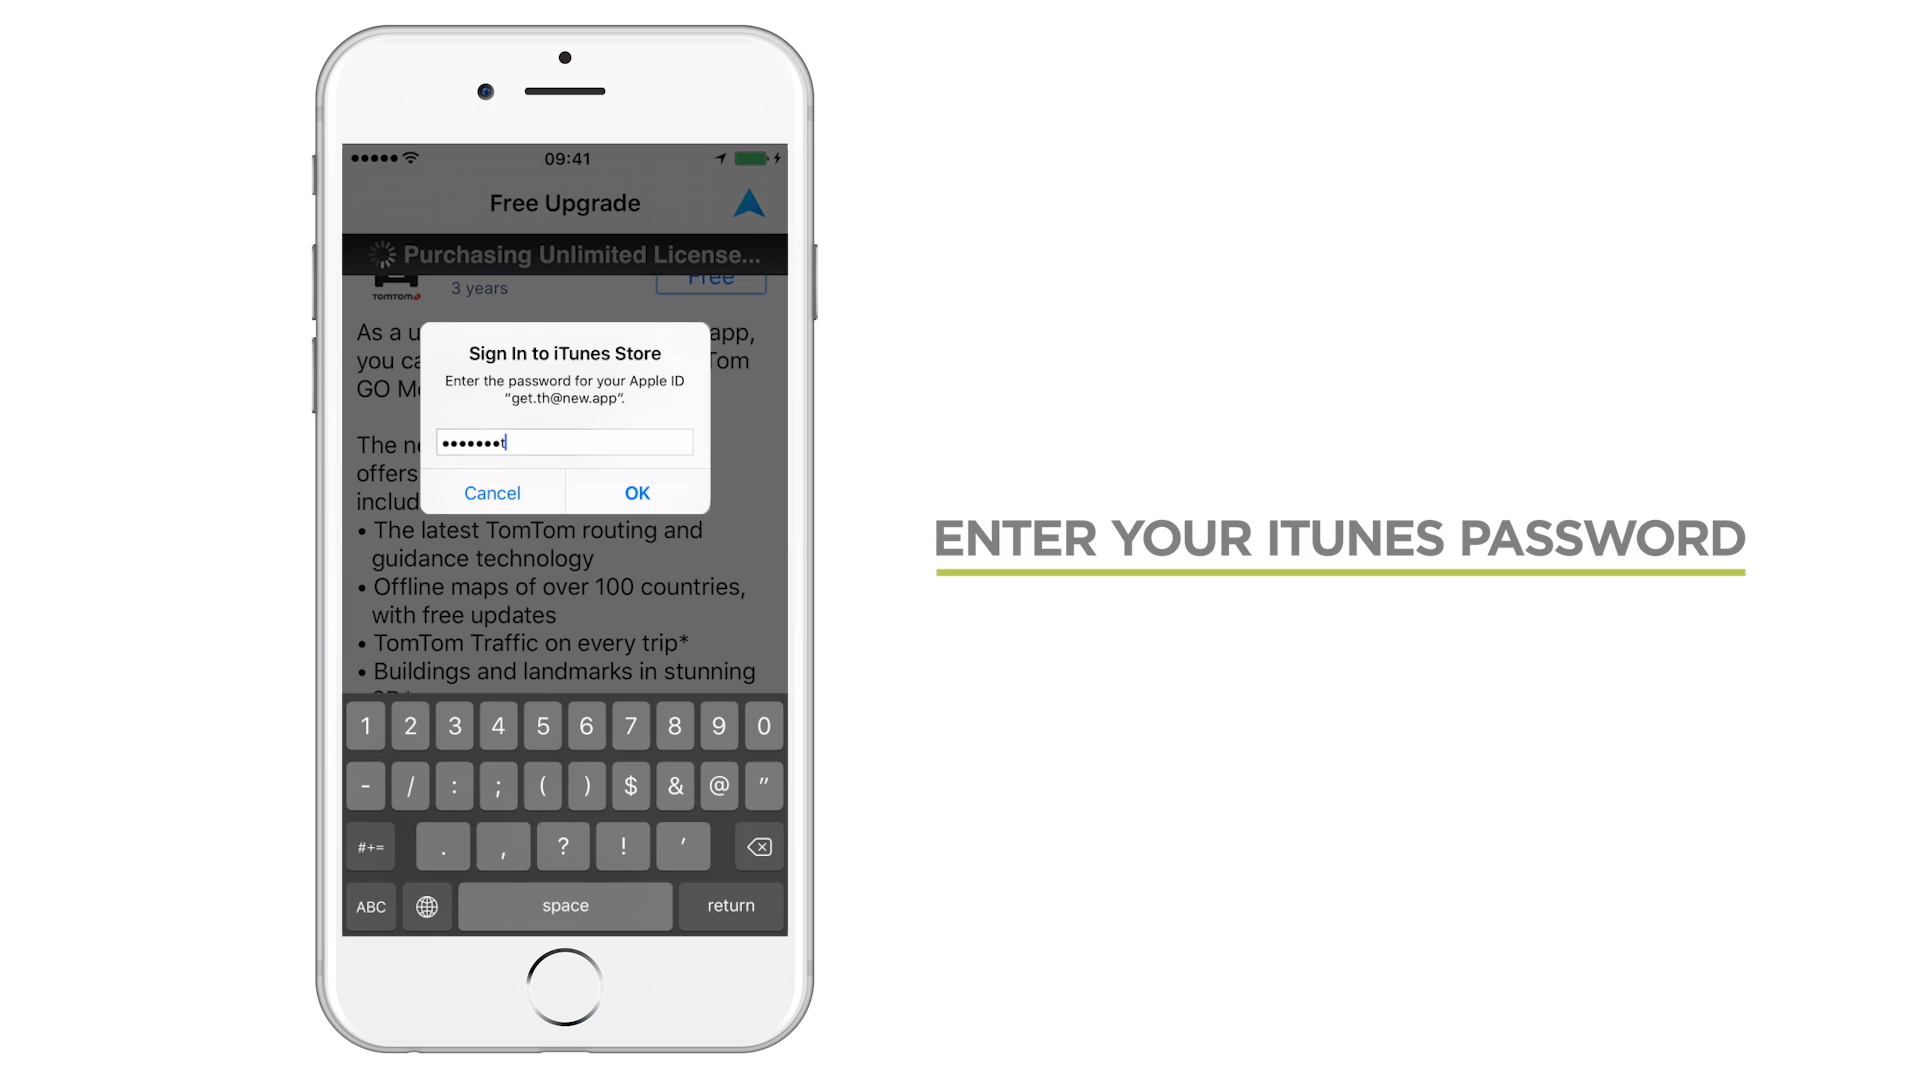 09:41
Free Upgrade
Purchasing Unlimited License...
TOMTOM
3 years
Free
As a u
app,
you ca
Tom
GO M
Sign In to iTunes Store
Enter the password for your Apple ID
“get.th@new.app”.
●●●●●●●t
The ne
offers
Cancel
OK
includ
• The latest TomTom routing and
guidance technology
• Offline maps of over 100 countries,
with free updates
• TomTom Traffic on every trip*
• Buildings and landmarks in stunning
1 2 3 4 5 6 7 8 9 0
- / : ; ( ) $ & @ "
#+= . , ? ! '
ABC space return
ENTER YOUR ITUNES PASSWORD